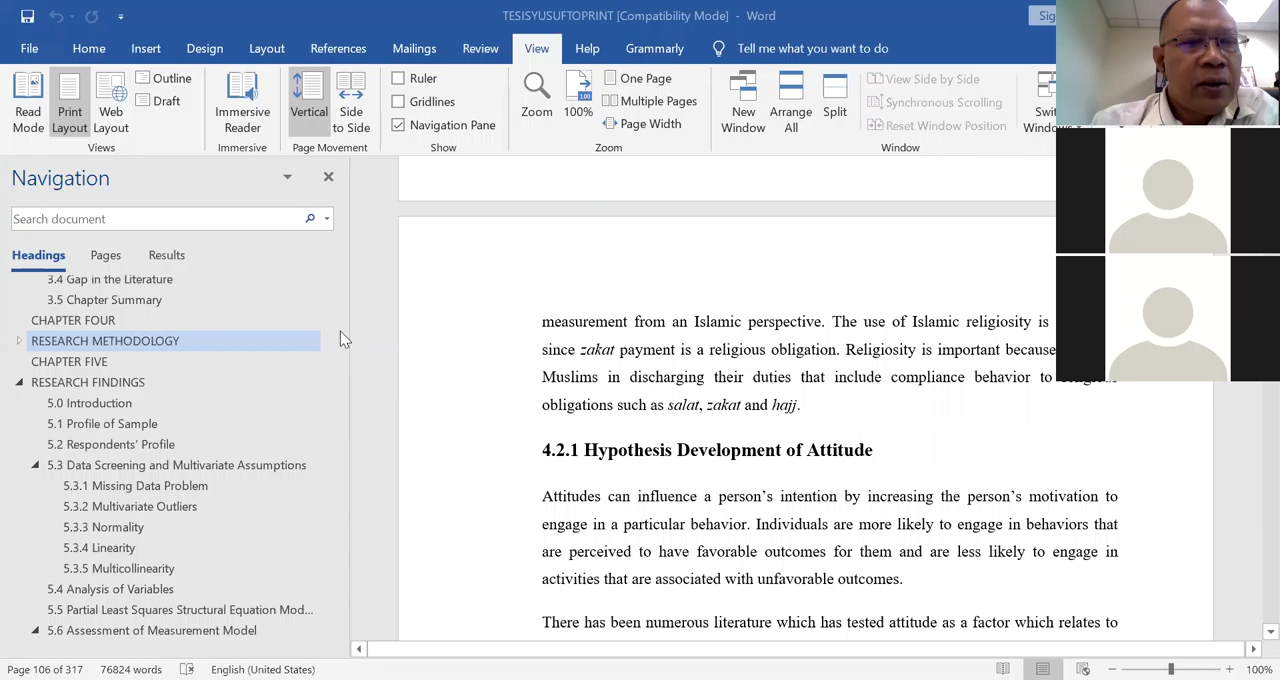 TESISYUSUFTOPRINT [Compatibility Mode] - Word
File Home Insert Design Layout References Mailings Review View Help Grammarly Tell me what you want to do
Read Mode
Print Layout
Web Layout
Outline
Draft
Views
Immersive Reader
Immersive
Vertical
Side to Side
Page Movement
Ruler
Gridlines
Navigation Pane
Show
Zoom
100%
One Page
Multiple Pages
Page Width
Zoom
New Window
Arrange All
Split
View Side by Side
Synchronous Scrolling
Reset Window Position
Window
Navigation
Search document
Headings Pages Results
3.4 Gap in the Literature
3.5 Chapter Summary
CHAPTER FOUR
RESEARCH METHODOLOGY
CHAPTER FIVE
RESEARCH FINDINGS
5.0 Introduction
5.1 Profile of Sample
5.2 Respondents’ Profile
5.3 Data Screening and Multivariate Assumptions
5.3.1 Missing Data Problem
5.3.2 Multivariate Outliers
5.3.3 Normality
5.3.4 Linearity
5.3.5 Multicollinearity
5.4 Analysis of Variables
5.5 Partial Least Squares Structural Equation Mod...
5.6 Assessment of Measurement Model
measurement from an Islamic perspective. The use of Islamic religiosity is
since zakat payment is a religious obligation. Religiosity is important because
Muslims in discharging their duties that include compliance behavior to
obligations such as salat, zakat and hajj.
4.2.1 Hypothesis Development of Attitude
Attitudes can influence a person’s intention by increasing the person’s motivation to
engage in a particular behavior. Individuals are more likely to engage in behaviors that
are perceived to have favorable outcomes for them and are less likely to engage in
activities that are associated with unfavorable outcomes.
There has been numerous literature which has tested attitude as a factor which relates to
Page 106 of 317 76824 words English (United States) 100%